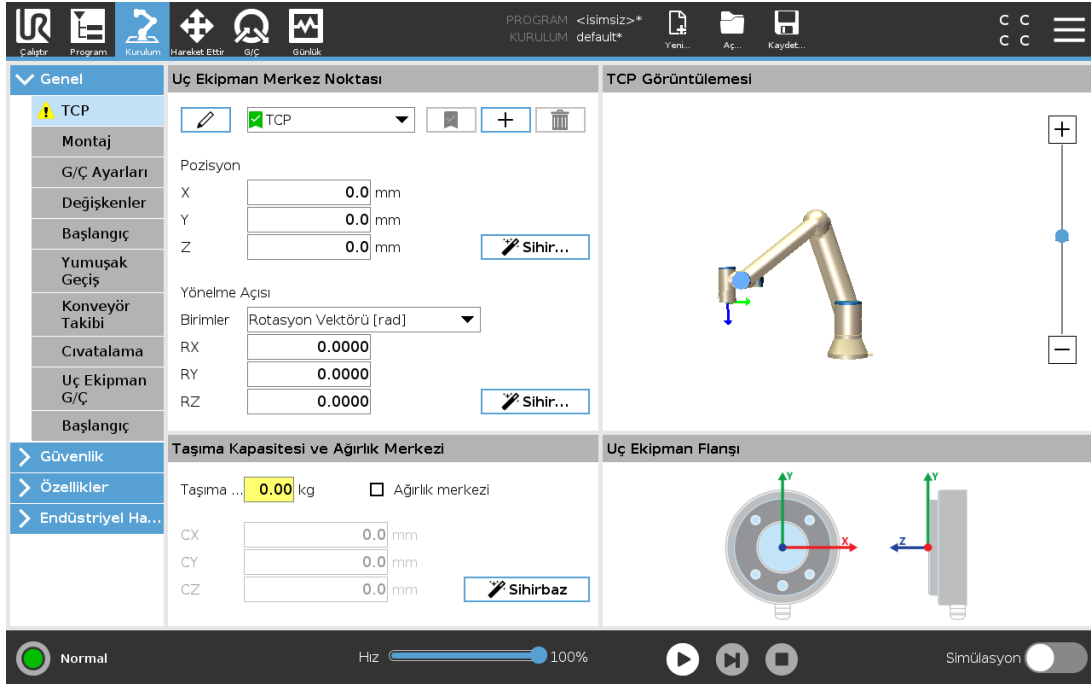 PROGRAM <isimsiz>*
KURULUM default*
C C
C C
Çalıştır
Program
Kurulum
Hareket Ettir
G/Ç
Günlük
Yeni...
Aç...
Kaydet...
Genel
TCP
Montaj
G/Ç Ayarları
Değişkenler
Başlangıç
Yumuşak
Geçiş
Konveyör
Takibi
Cıvatalama
Uç Ekipman
G/Ç
Başlangıç
Güvenlik
Özellikler
Endüstriyel Ha...
Uç Ekipman Merkez Noktası
TCP
Pozisyon
X 0.0 mm
Y 0.0 mm
Z 0.0 mm
Sihir...
Yönelme Açısı
Birimler Rotasyon Vektörü [rad]
RX 0.0000
RY 0.0000
RZ 0.0000
Sihir...
Taşıma Kapasitesi ve Ağırlık Merkezi
Taşıma ... 0.00 kg Ağırlık merkezi
CX 0.0 mm
CY 0.0 mm
CZ 0.0 mm
Sihirbaz
TCP Görüntülemesi
Uç Ekipman Flanşı
Y
X
Y
Z
Normal
Hız 100%
Simülasyon